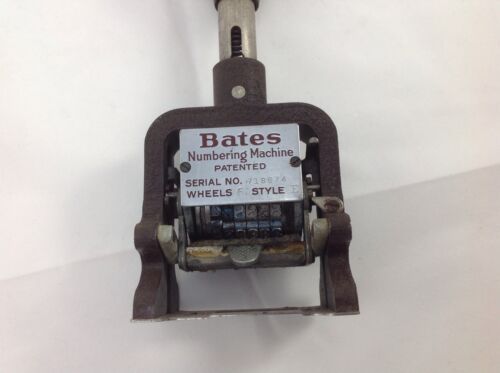 Bates
Numbering Machine
PATENTED
SERIAL NO.
WHEELS STYLE E